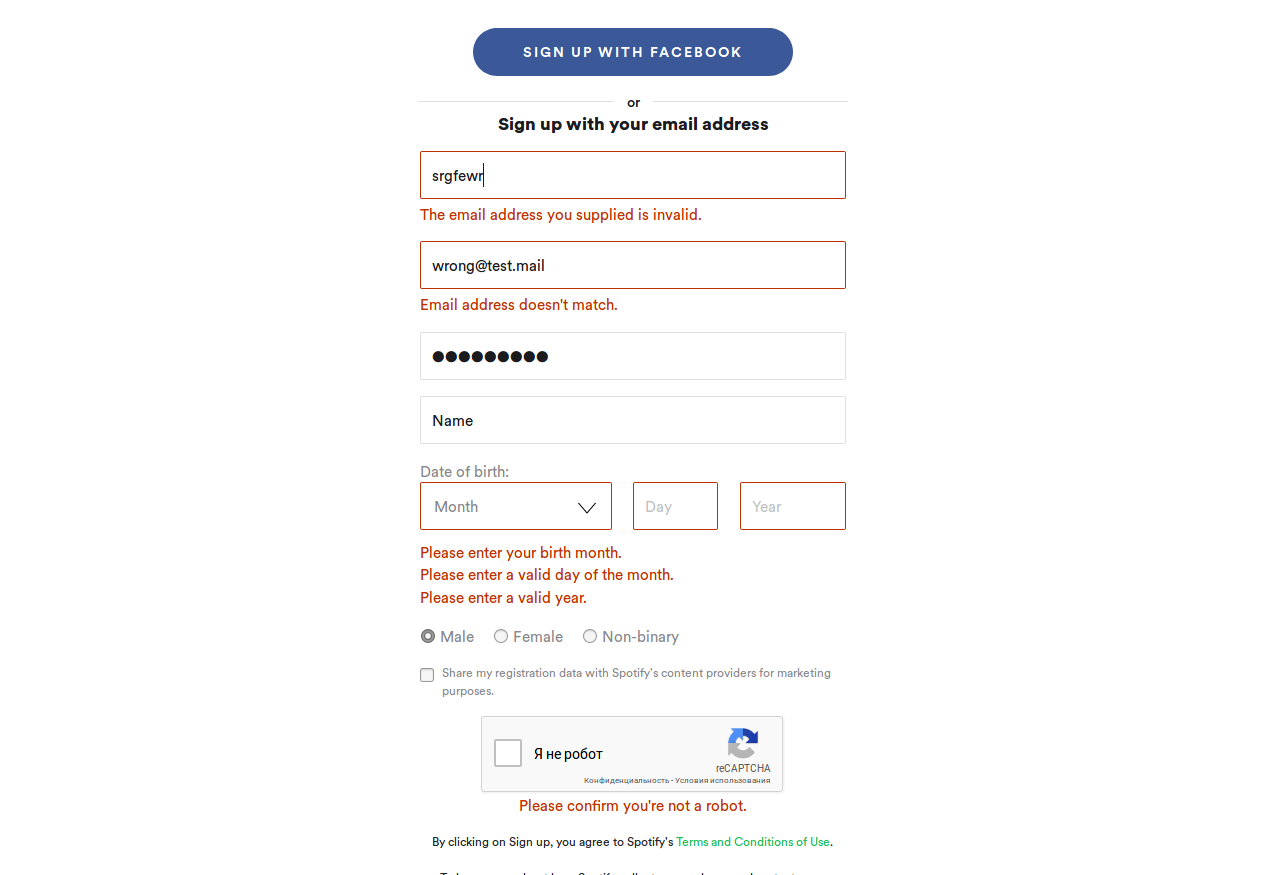 SIGN UP WITH FACEBOOK
or
Sign up with your email address
srgfewr
The email address you supplied is invalid.
wrong@test.mail
Email address doesn't match.
●●●●●●●●●
Name
Date of birth:
Month Day Year
Please enter your birth month.
Please enter a valid day of the month.
Please enter a valid year.
Male Female Non-binary
Share my registration data with Spotify's content providers for marketing
purposes.
Я не робот
reCAPTCHA
Конфиденциальность - Условия использования
Please confirm you're not a robot.
By clicking on Sign up, you agree to Spotify's Terms and Conditions of Use.